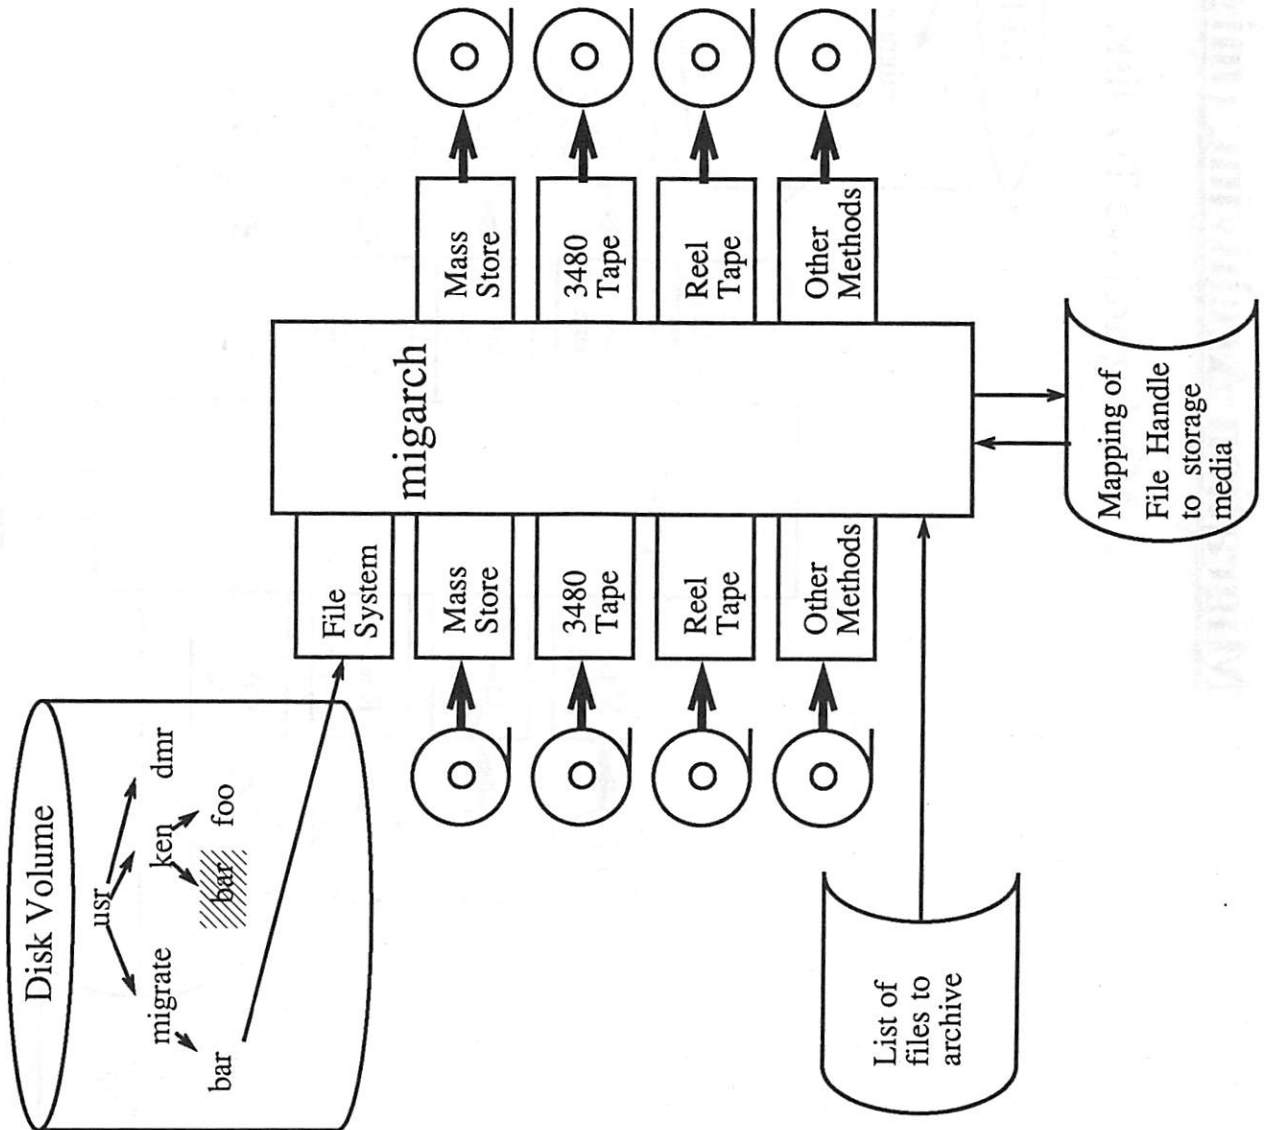 Disk Volume
usr
migrate
ken
dmr
bar
bar
foo
File
System
Mass
Store
3480
Tape
Reel
Tape
Other
Methods
migarch
Mass
Store
3480
Tape
Reel
Tape
Other
Methods
List of
files to
archive
Mapping of
File Handle
to storage
media